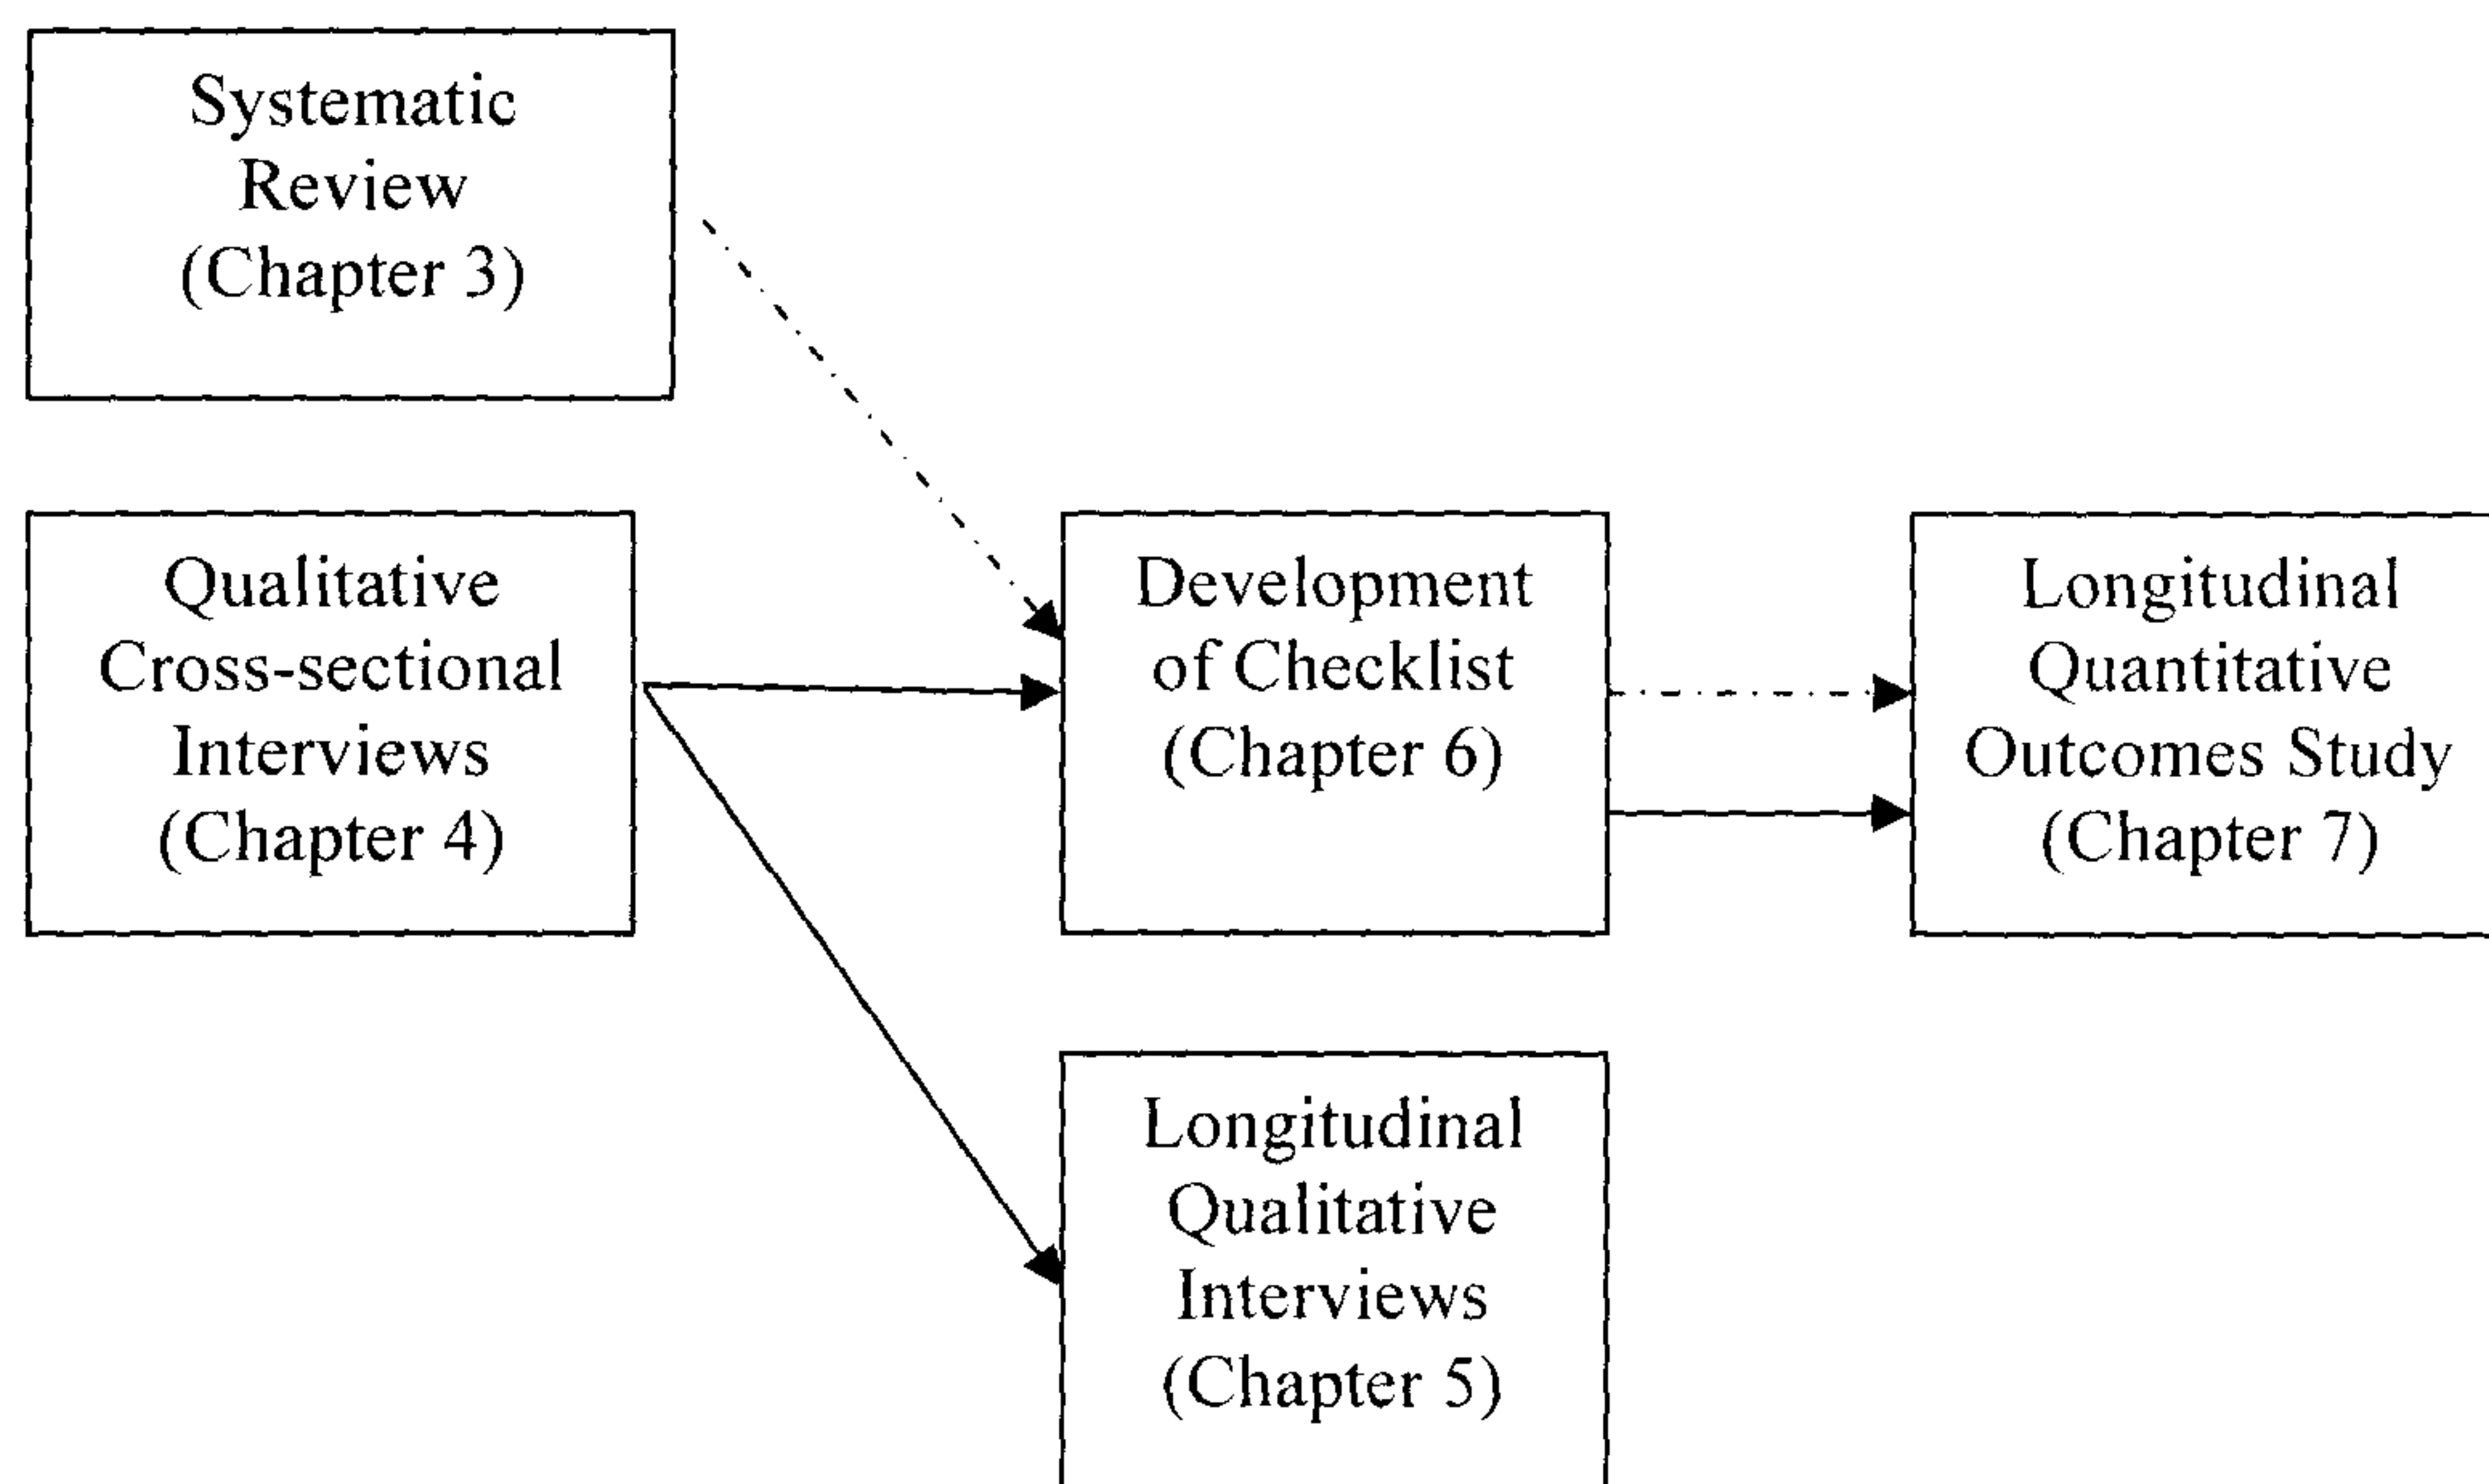 Systematic
Review
(Chapter 3)
Qualitative
Cross-sectional
Interviews
(Chapter 4)
Development
of Checklist
(Chapter 6)
Longitudinal
Quantitative
Outcomes Study
(Chapter 7)
Longitudinal
Qualitative
Interviews
(Chapter 5)